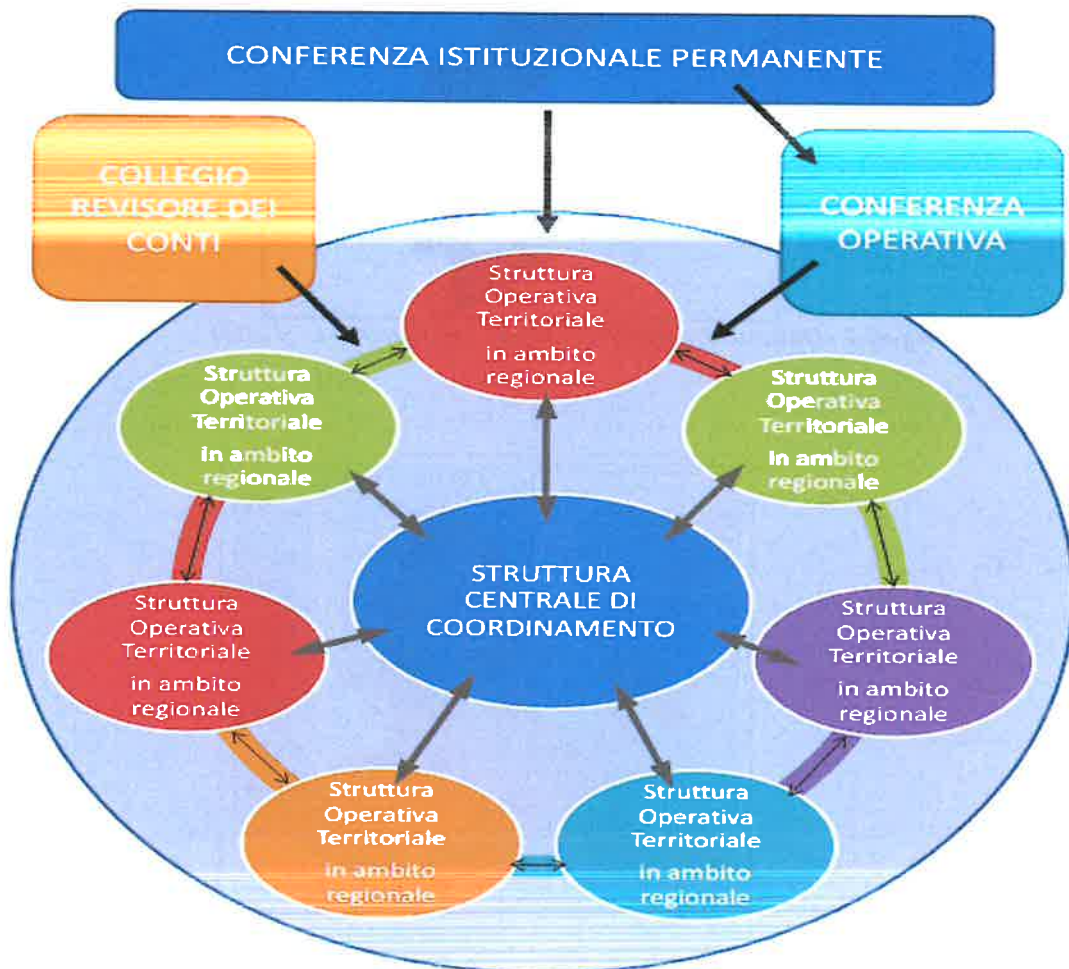 CONFERENZA ISTITUZIONALE PERMANENTE
COLLEGIO
REVISORE DEI
CONTI
CONFERENZA
OPERATIVA
Struttura
Operativa
Territoriale
in ambito
regionale
Struttura
Operativa
Territoriale
in ambito
regionale
Struttura
Operativa
Territoriale
in ambito
regionale
STRUTTURA
CENTRALE DI
COORDINAMENTO
Struttura
Operativa
Territoriale
in ambito
regionale
Struttura
Operativa
Territoriale
in ambito
regionale
Struttura
Operativa
Territoriale
in ambito
regionale
Struttura
Operativa
Territoriale
in ambito
regionale